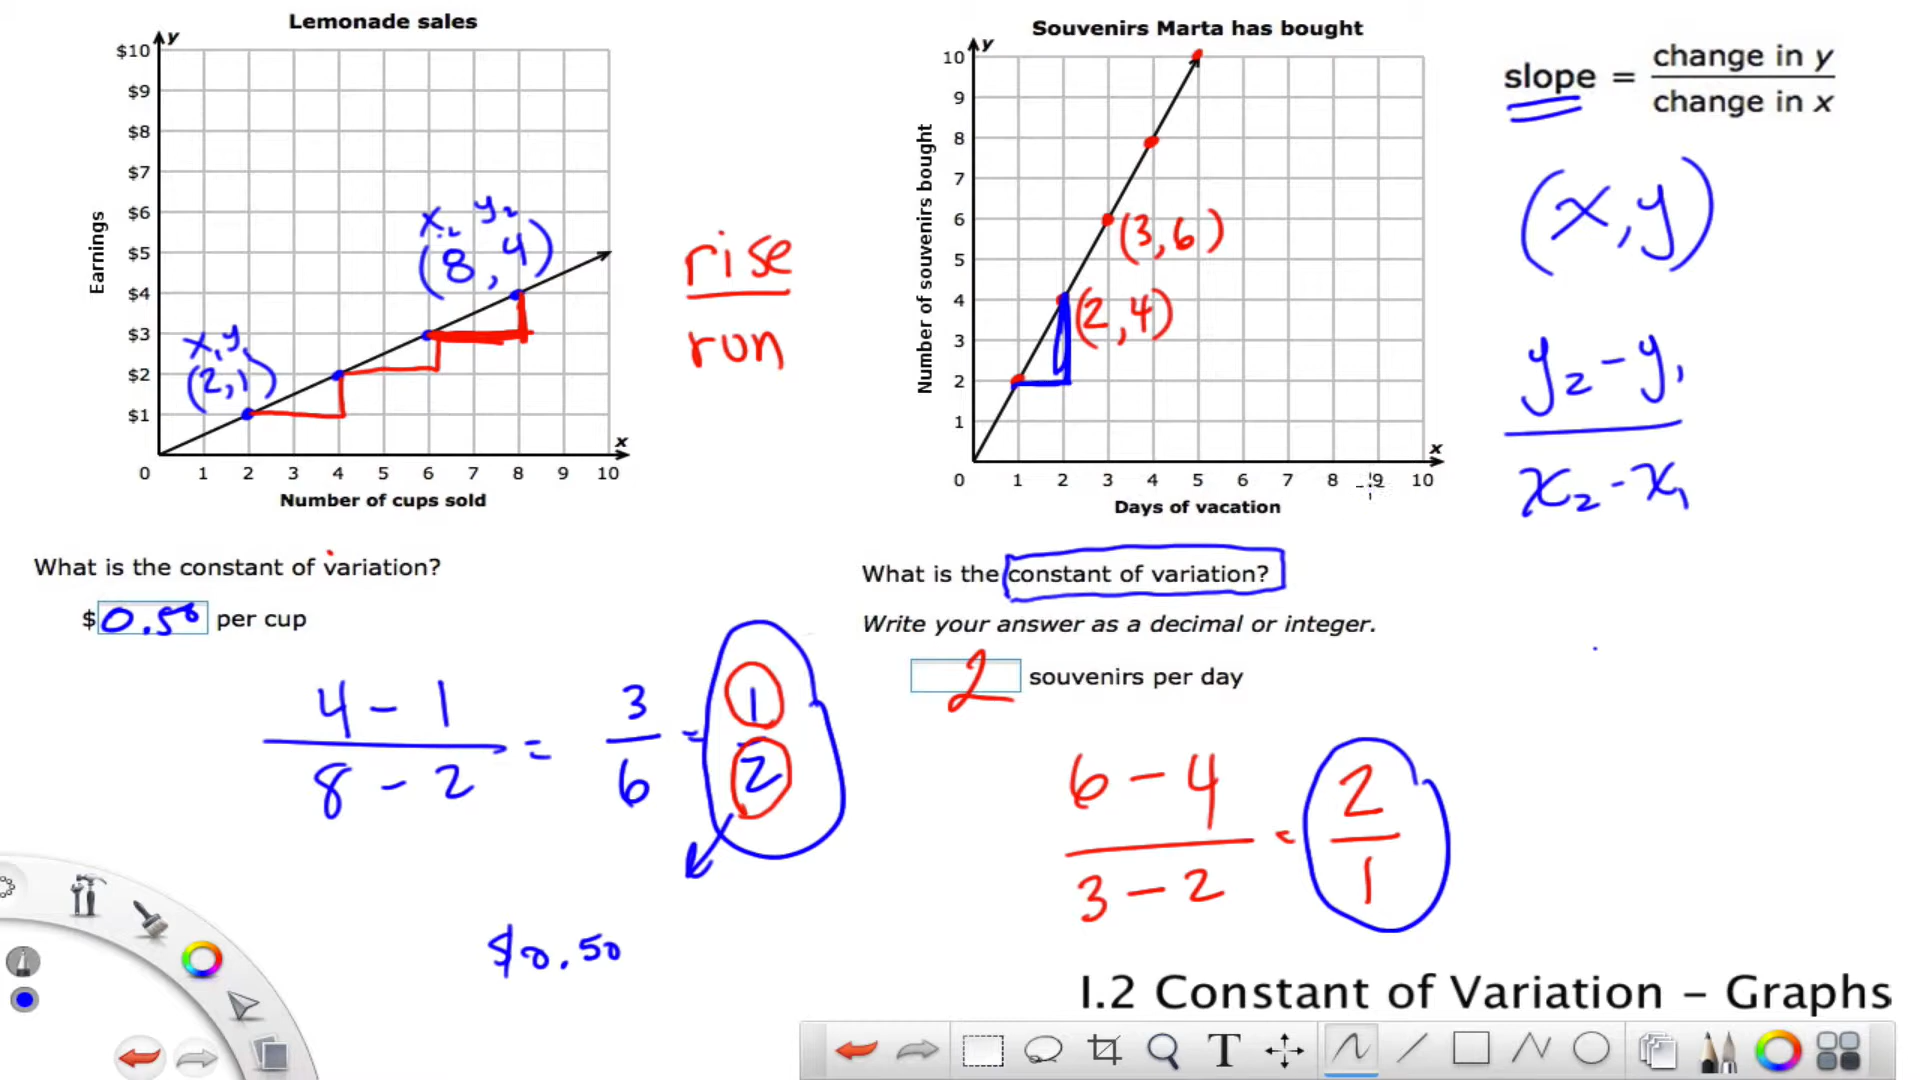 Lemonade sales
y
$10
$9
$8
$7
$6
$5
$4
$3
$2
$1
0 1 2 3 4 5 6 7 8 9 10
x
Earnings
Number of cups sold
x₂ y₂
(8, 4)
x₁ y₁
(2, 1)
rise
run
What is the constant of variation?
$ 0.50 per cup
4 - 1
8 - 2
=
3
6
=
1
2
$0.50
Souvenirs Marta has bought
y
10
9
8
7
6
5
4
3
2
1
0 1 2 3 4 5 6 7 8 9 10
x
Number of souvenirs bought
Days of vacation
(3, 6)
(2, 4)
slope = change in y
change in x
(x, y)
y₂ - y₁
x₂ - x₁
What is the constant of variation?
Write your answer as a decimal or integer.
2 souvenirs per day
6 - 4
3 - 2
=
2
1
I.2 Constant of Variation – Graphs
T